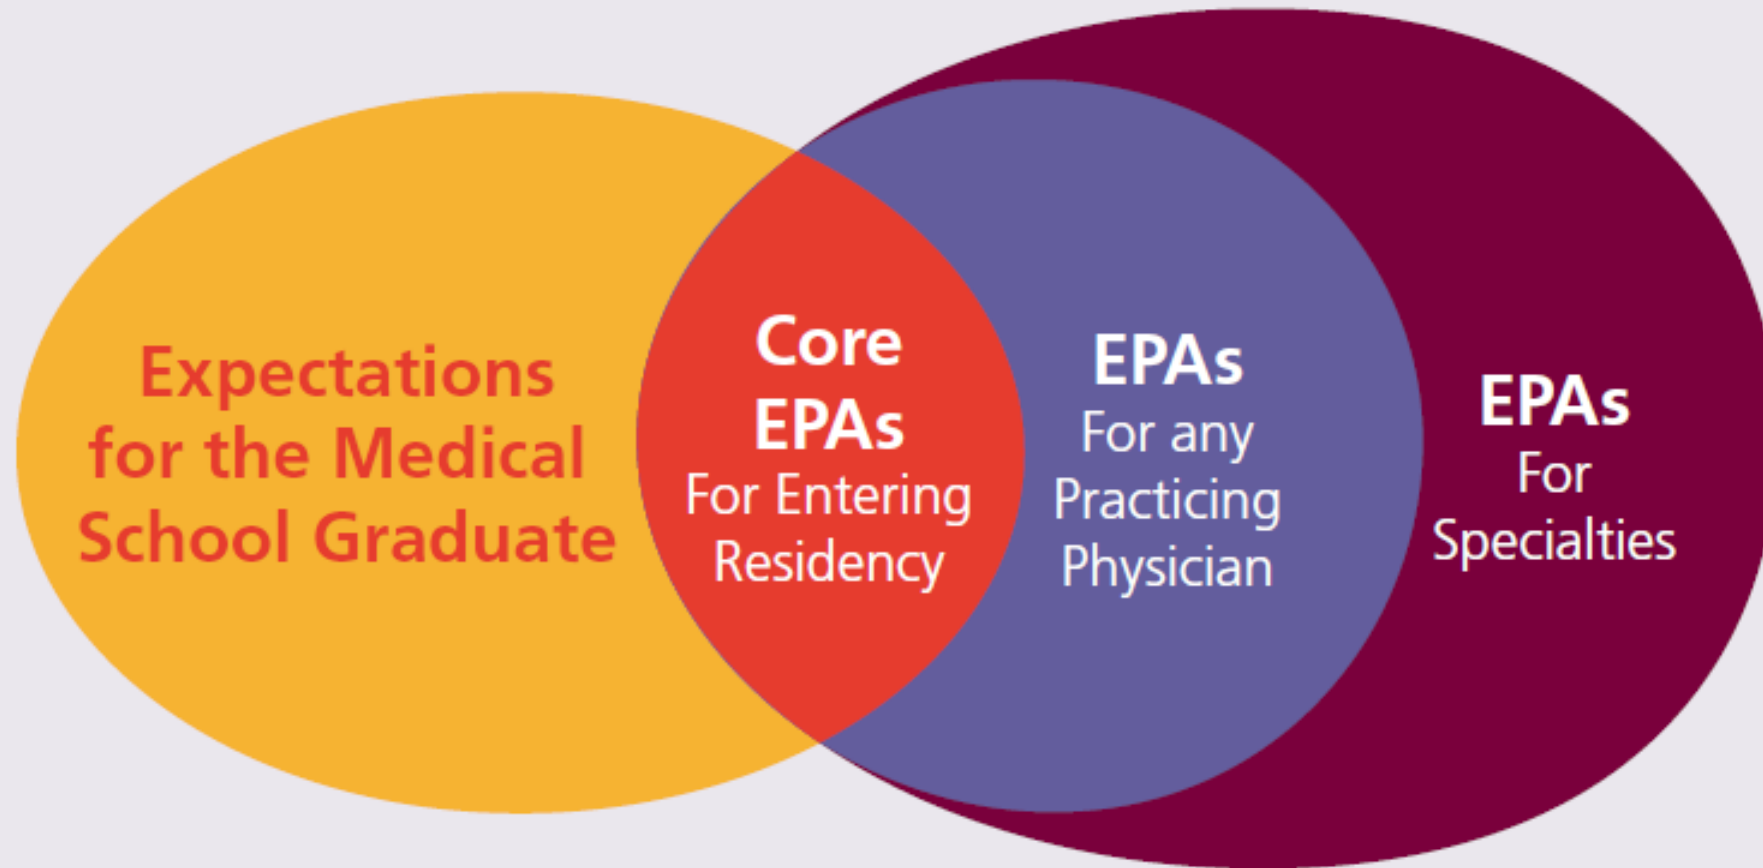 Expectations
for the Medical
School Graduate
Core
EPAs
For Entering
Residency
EPAs
For any
Practicing
Physician
EPAs
For
Specialties